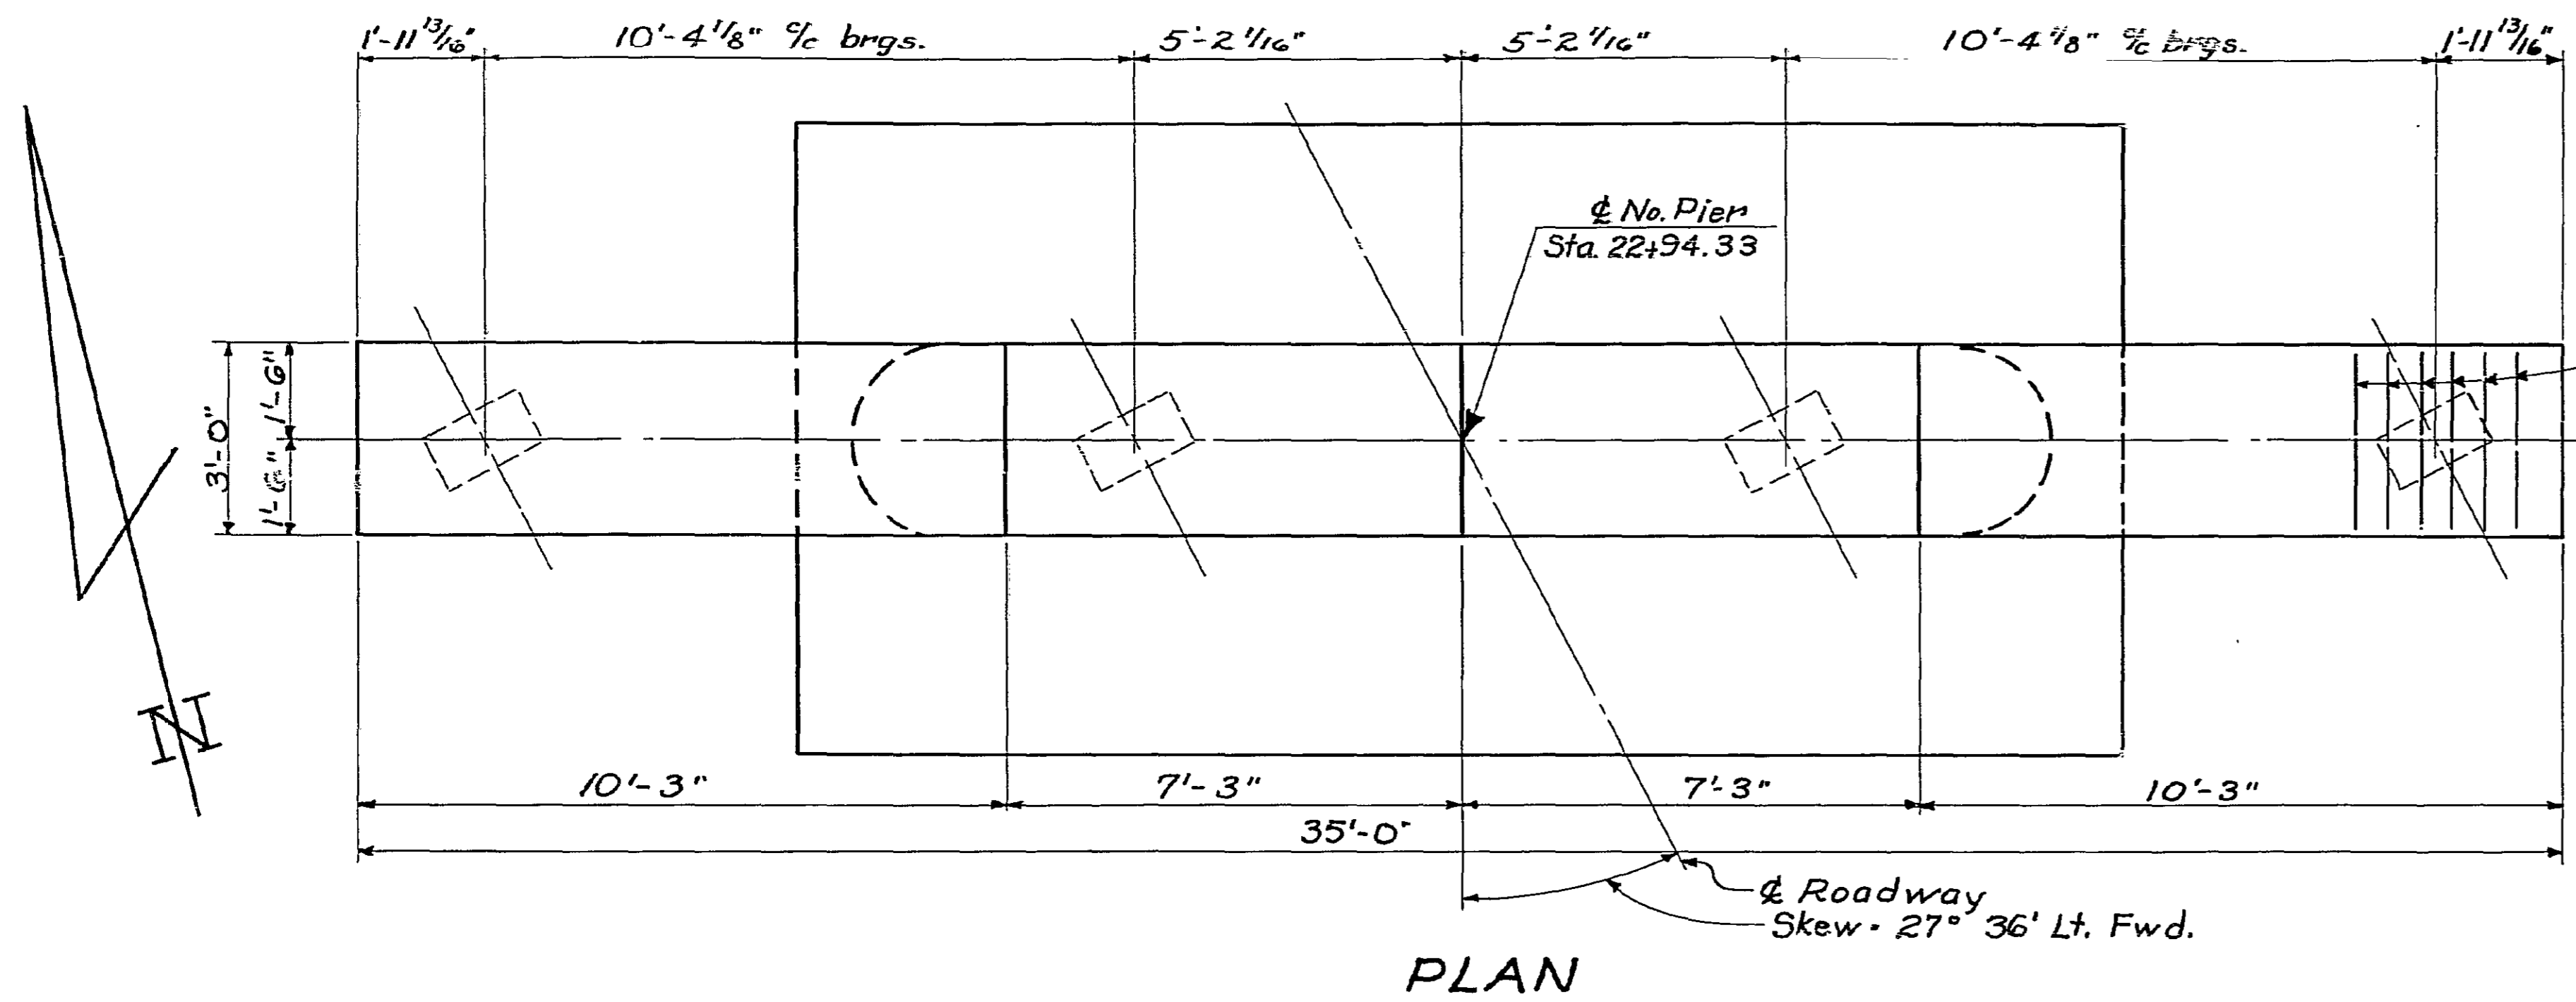 1'-11 13/16"
10'-4 1/8" c/c brgs.
5'-2 1/16"
5'-2 1/16"
10'-4 1/8" c/c brgs.
1'-11 13/16"
℄ No. Pier
Sta. 22+94.33
3'-0"
1'-6"
1'-6"
N
10'-3"
7'-3"
7'-3"
10'-3"
35'-0"
℄ Roadway
Skew = 27° 36' Lt. Fwd.
PLAN